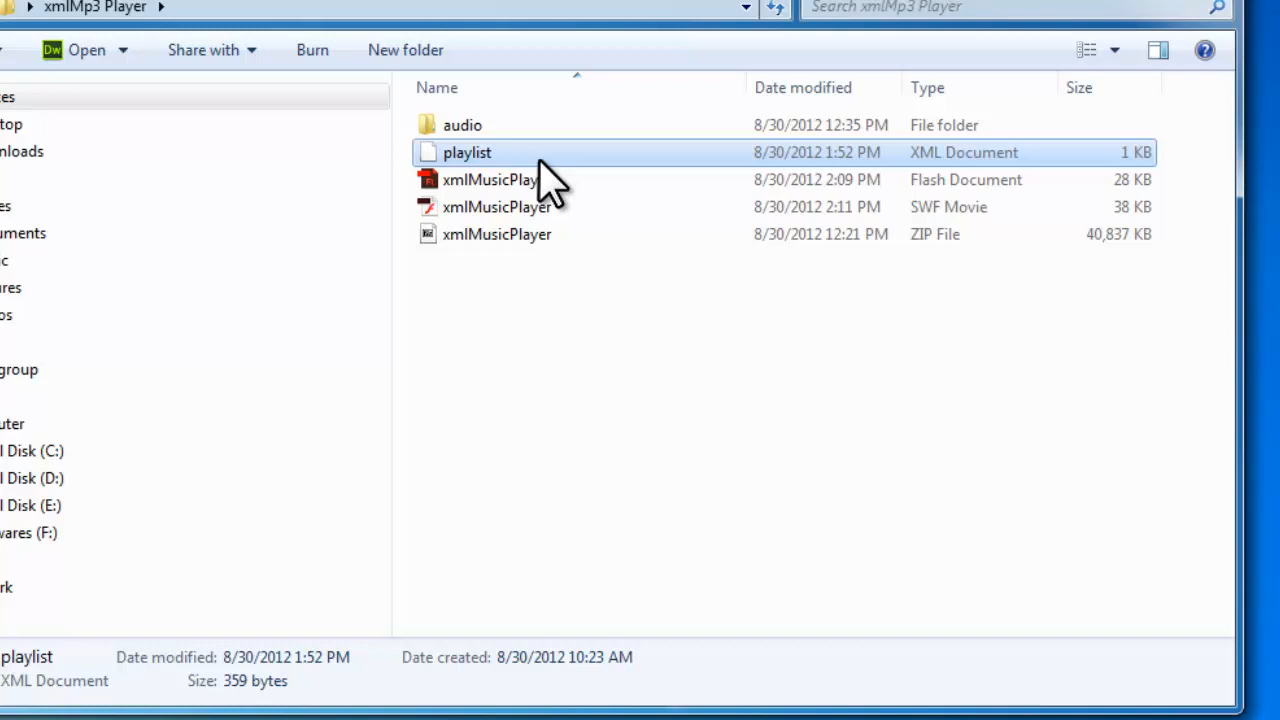 xmlMp3 Player
Search xmlMp3 Player
Dw Open Share with Burn New folder
Name Date modified Type Size
audio 8/30/2012 12:35 PM File folder
playlist 8/30/2012 1:52 PM XML Document 1 KB
xmlMusicPlay 8/30/2012 2:09 PM Flash Document 28 KB
xmlMusicPlayer 8/30/2012 2:11 PM SWF Movie 38 KB
xmlMusicPlayer 8/30/2012 12:21 PM ZIP File 40,837 KB
es
top
nloads
es
uments
ic
ures
os
group
uter
l Disk (C:)
l Disk (D:)
l Disk (E:)
wares (F:)
rk
playlist Date modified: 8/30/2012 1:52 PM Date created: 8/30/2012 10:23 AM
XML Document Size: 359 bytes